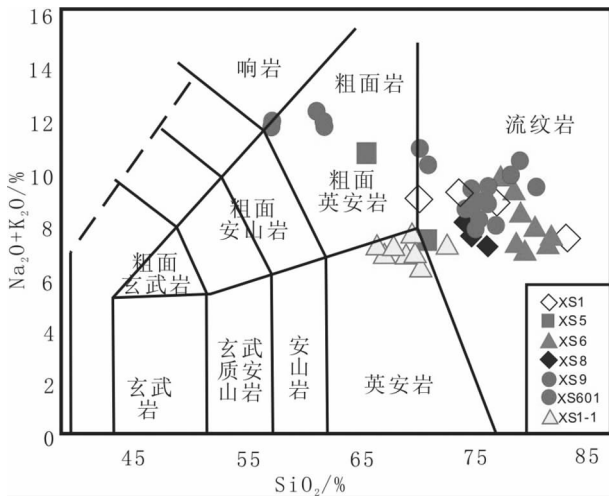 16
14
12
10
8
6
4
2
0
Na₂O+K₂O/%
响岩
粗面岩
流纹岩
粗面
英安岩
粗面
安山岩
粗面
玄武岩
玄武
岩
玄武
质安
山岩
安
山
岩
英安岩
XS1
XS5
XS6
XS8
XS9
XS601
XS1-1
45
55
65
75
85
SiO₂/%